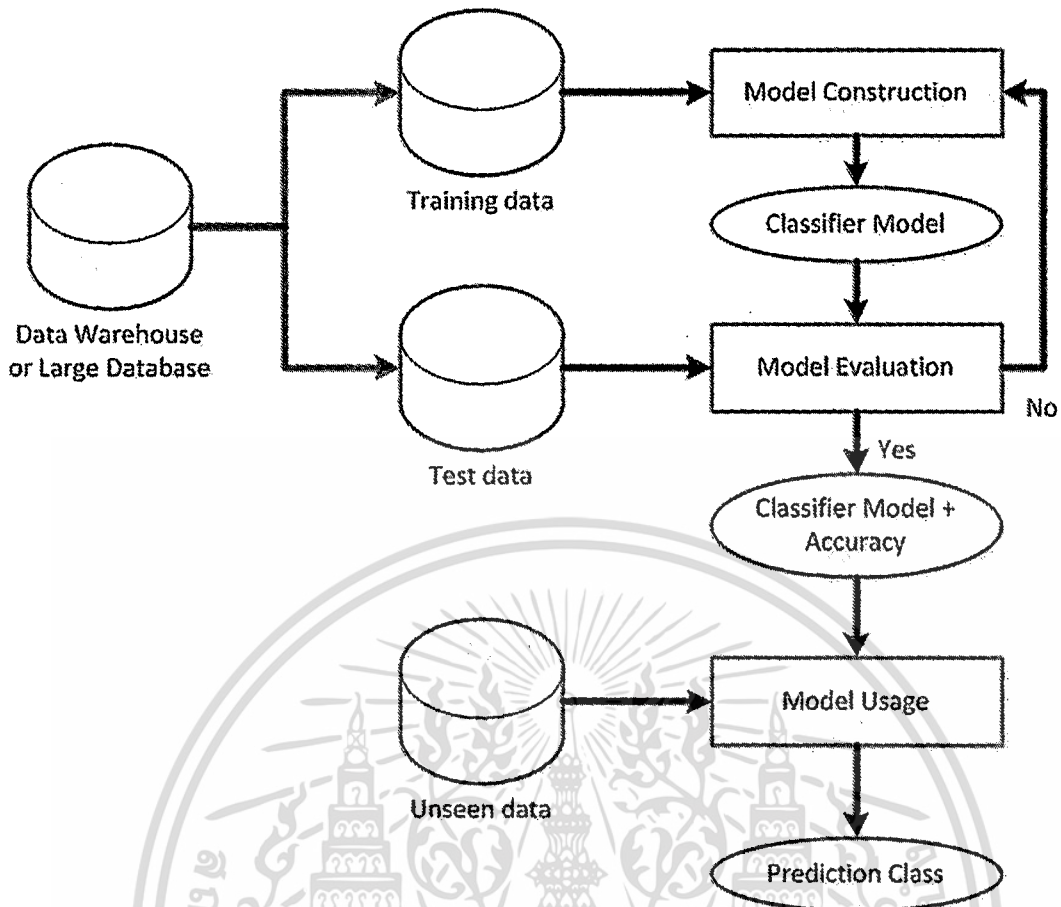 Model Construction
Training data
Classifier Model
Data Warehouse
or Large Database
Model Evaluation
No
Test data
Yes
Classifier Model +
Accuracy
Model Usage
Unseen data
Prediction Class